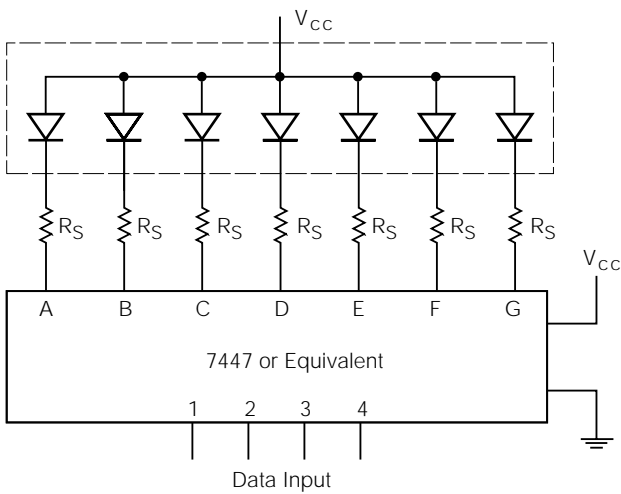 VCC
RS RS RS RS RS RS RS
VCC
A B C D E F G
7447 or Equivalent
1 2 3 4
Data Input